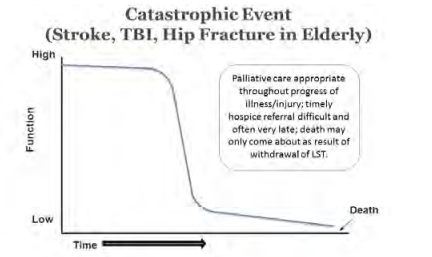 Catastrophic Event
(Stroke, TBI, Hip Fracture in Elderly)
High
Palliative care appropriate
throughout progress of
illness/injury; timely
hospice referral difficult and
often very late; death may
only come about as result of
withdrawal of LST.
Function
Low
Death
Time